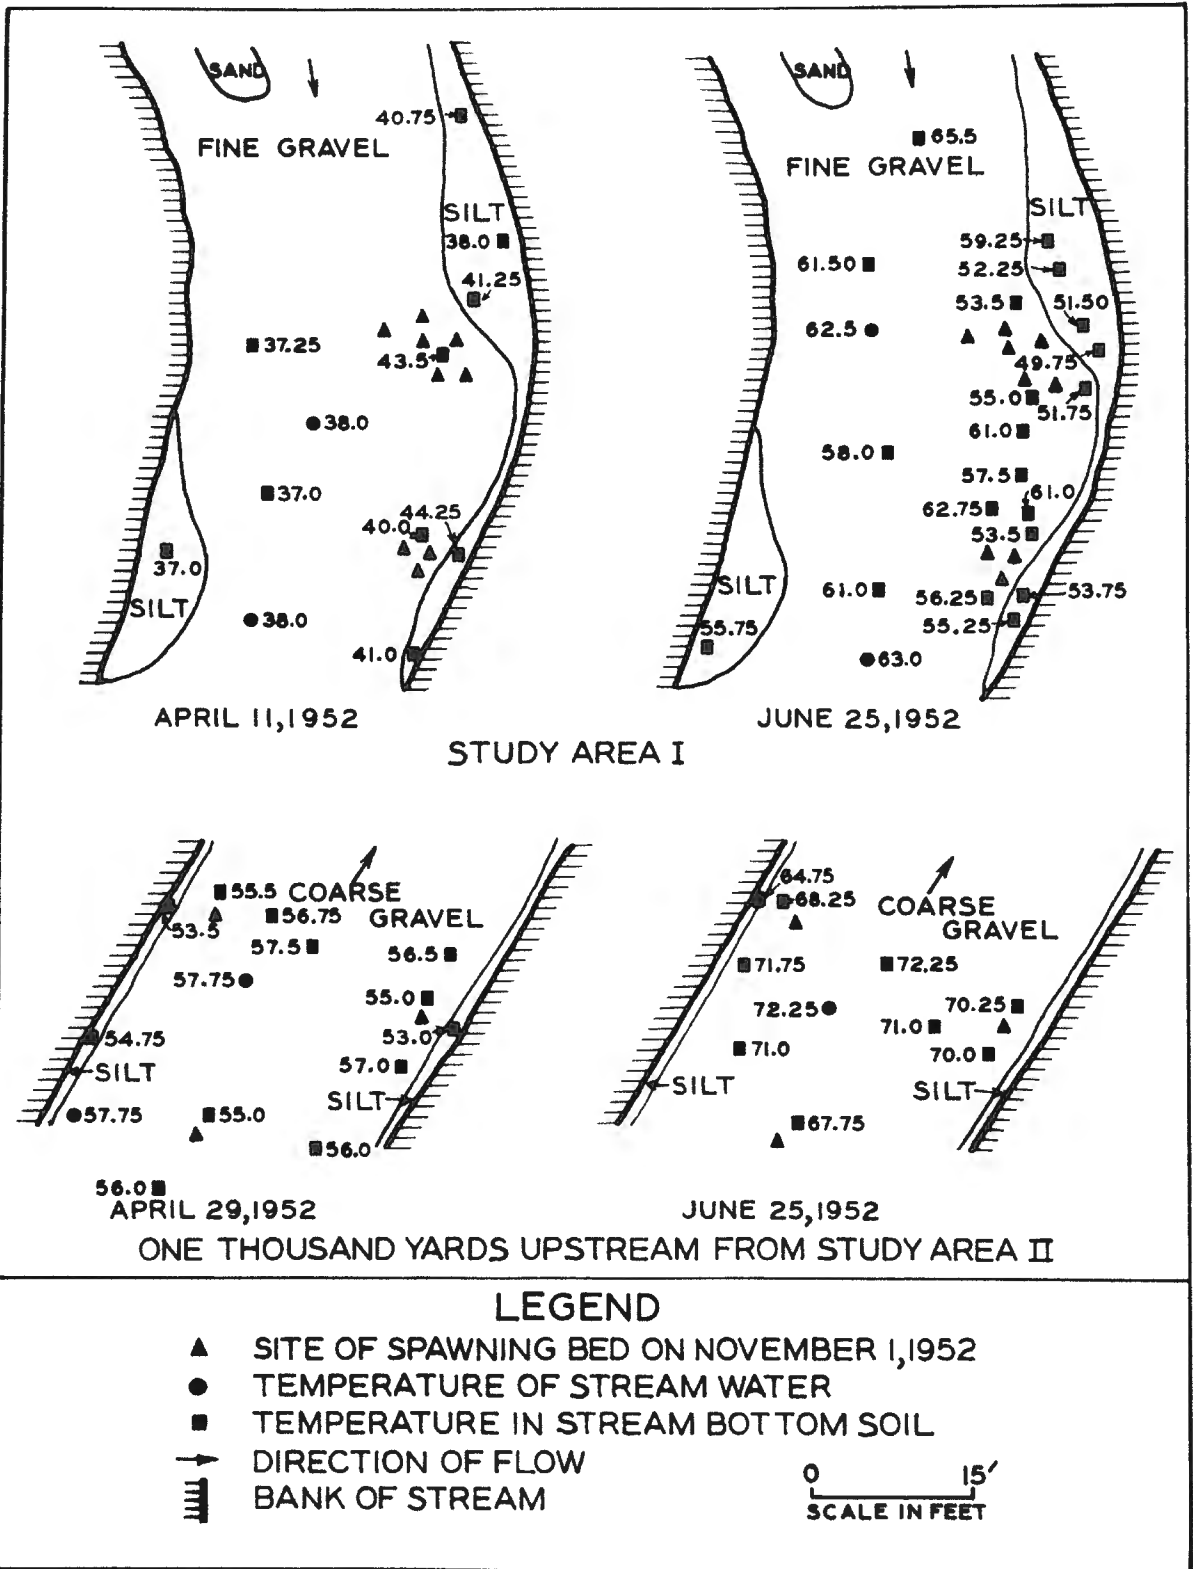 SAND
40.75
FINE GRAVEL
SILT
38.0
41.25
37.25
43.5
38.0
37.0
44.25
40.0
37.0
SILT
38.0
41.0
APRIL 11,1952
SAND
65.5
FINE GRAVEL
SILT
59.25
61.50
52.25
53.5
51.50
62.5
49.75
55.0
51.75
61.0
58.0
57.5
61.0
62.75
53.5
SILT
61.0
56.25
53.75
55.25
55.75
63.0
JUNE 25,1952
STUDY AREA I
55.5
COARSE
56.75
GRAVEL
53.5
57.5
56.5
57.75
55.0
53.0
54.75
57.0
SILT
SILT
57.75
55.0
56.0
56.0
APRIL 29,1952
64.75
68.25
COARSE
GRAVEL
71.75
72.25
72.25
70.25
71.0
71.0
70.0
SILT
SILT
67.75
JUNE 25,1952
ONE THOUSAND YARDS UPSTREAM FROM STUDY AREA II
LEGEND
SITE OF SPAWNING BED ON NOVEMBER 1,1952
TEMPERATURE OF STREAM WATER
TEMPERATURE IN STREAM BOTTOM SOIL
DIRECTION OF FLOW
BANK OF STREAM
0 15′
SCALE IN FEET